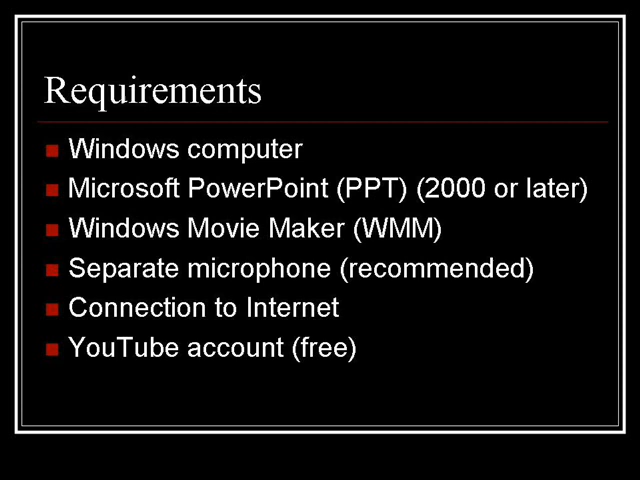 Requirements
Windows computer
Microsoft PowerPoint (PPT) (2000 or later)
Windows Movie Maker (WMM)
Separate microphone (recommended)
Connection to Internet
YouTube account (free)